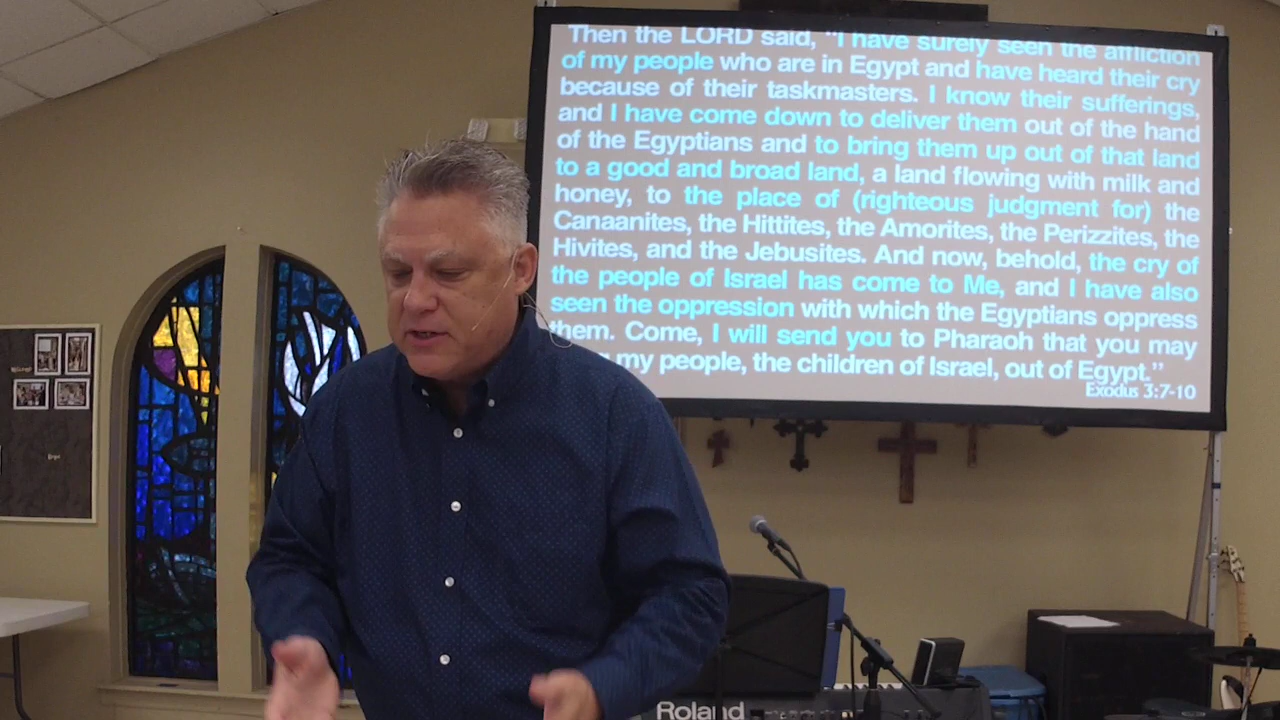 Then the LORD said, "I have surely seen the affliction
of my people who are in Egypt and have heard their cry
because of their taskmasters. I know their sufferings,
and I have come down to deliver them out of the hand
of the Egyptians and to bring them up out of that land
to a good and broad land, a land flowing with milk and
honey, to the place of (righteous judgment for) the
Canaanites, the Hittites, the Amorites, the Perizzites, the
Hivites, and the Jebusites. And now, behold, the cry of
the people of Israel has come to Me, and I have also
seen the oppression with which the Egyptians oppress
them. Come, I will send you to Pharaoh that you may
my people, the children of Israel, out of Egypt."
Exodus 3:7-10
Roland